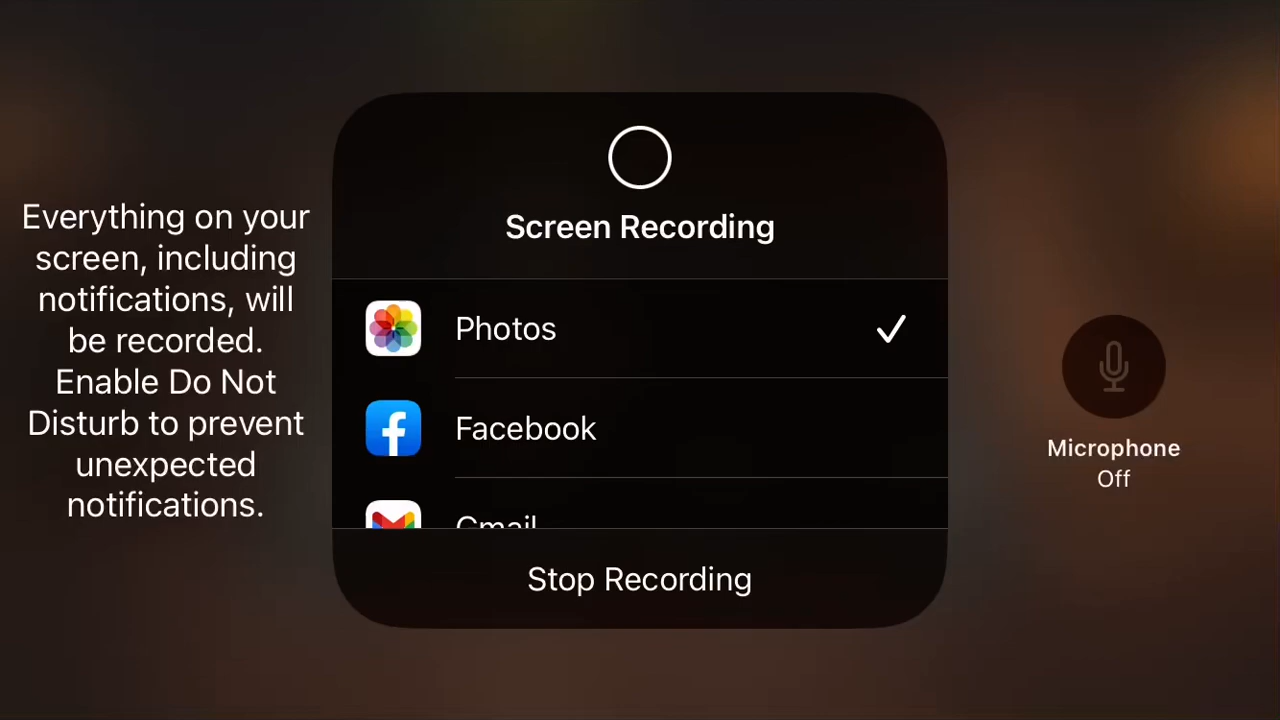 Everything on your
screen, including
notifications, will
be recorded.
Enable Do Not
Disturb to prevent
unexpected
notifications.
Screen Recording
Photos
Facebook
Gmail
Stop Recording
Microphone
Off